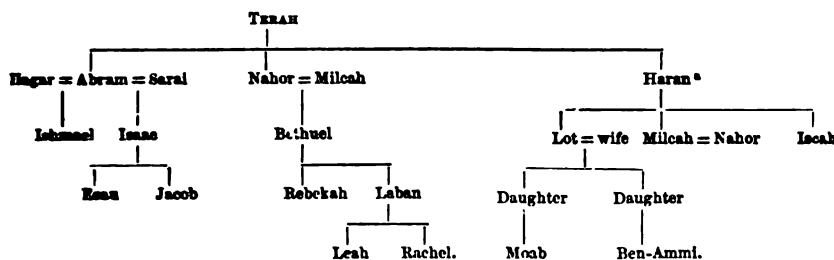 TERAH
Hagar = Abram = Sarai Nahor = Milcah Haran a
Ishmael Isaac Bethuel Lot = wife Milcah = Nahor Iscah
Esau Jacob Rebekah Laban Daughter Daughter
Leah Rachel. Moab Ben-Ammi.